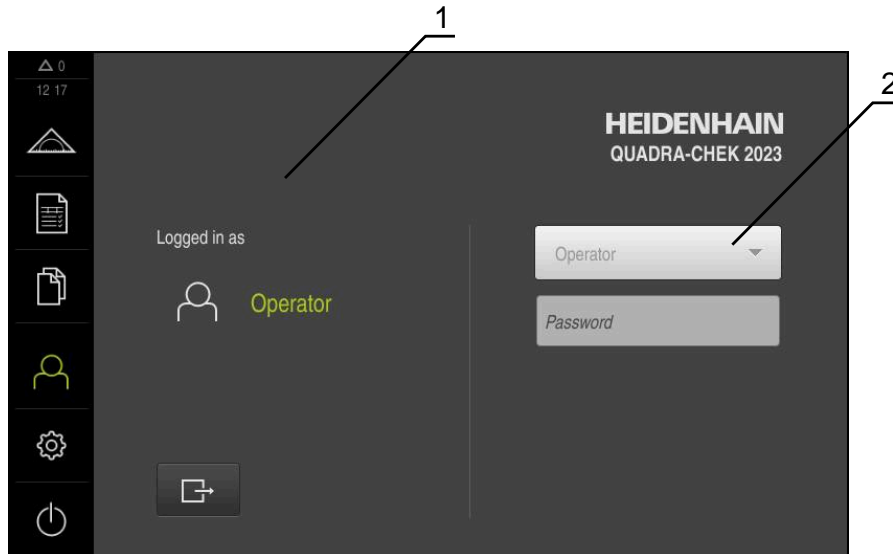 1
2
0
12 17
HEIDENHAIN
QUADRA-CHEK 2023
Logged in as
Operator
Operator
Password